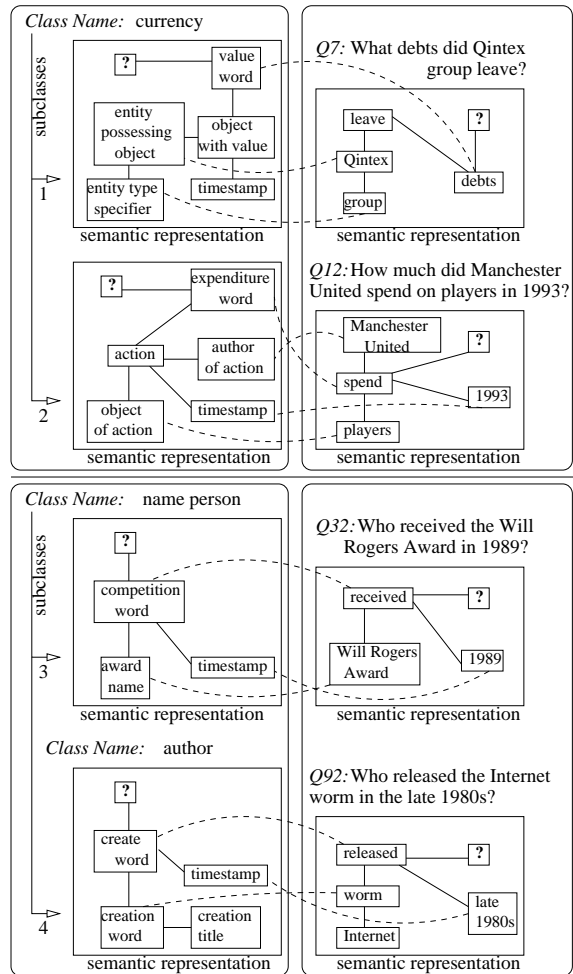 Class Name: currency
subclasses
1
?
value
word
entity
possessing
object
object
with value
entity type
specifier
timestamp
semantic representation
Q7: What debts did Qintex
group leave?
leave
?
Qintex
debts
group
semantic representation
2
?
expenditure
word
action
author
of action
object
of action
timestamp
semantic representation
Q12: How much did Manchester
United spend on players in 1993?
Manchester
United
?
spend
1993
players
semantic representation
Class Name: name person
subclasses
3
?
competition
word
award
name
timestamp
semantic representation
Q32: Who received the Will
Rogers Award in 1989?
received
?
Will Rogers
Award
1989
semantic representation
Class Name: author
4
?
create
word
timestamp
creation
word
creation
title
semantic representation
Q92: Who released the Internet
worm in the late 1980s?
released
?
worm
late
1980s
Internet
semantic representation